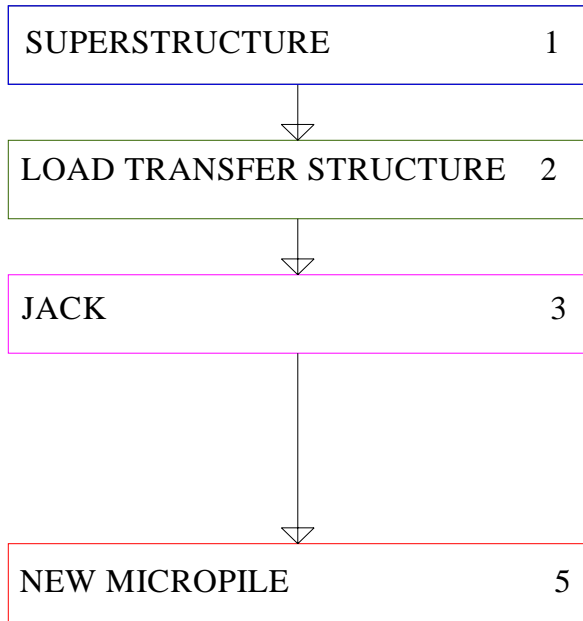 SUPERSTRUCTURE 1
LOAD TRANSFER STRUCTURE 2
JACK 3
NEW MICROPILE 5